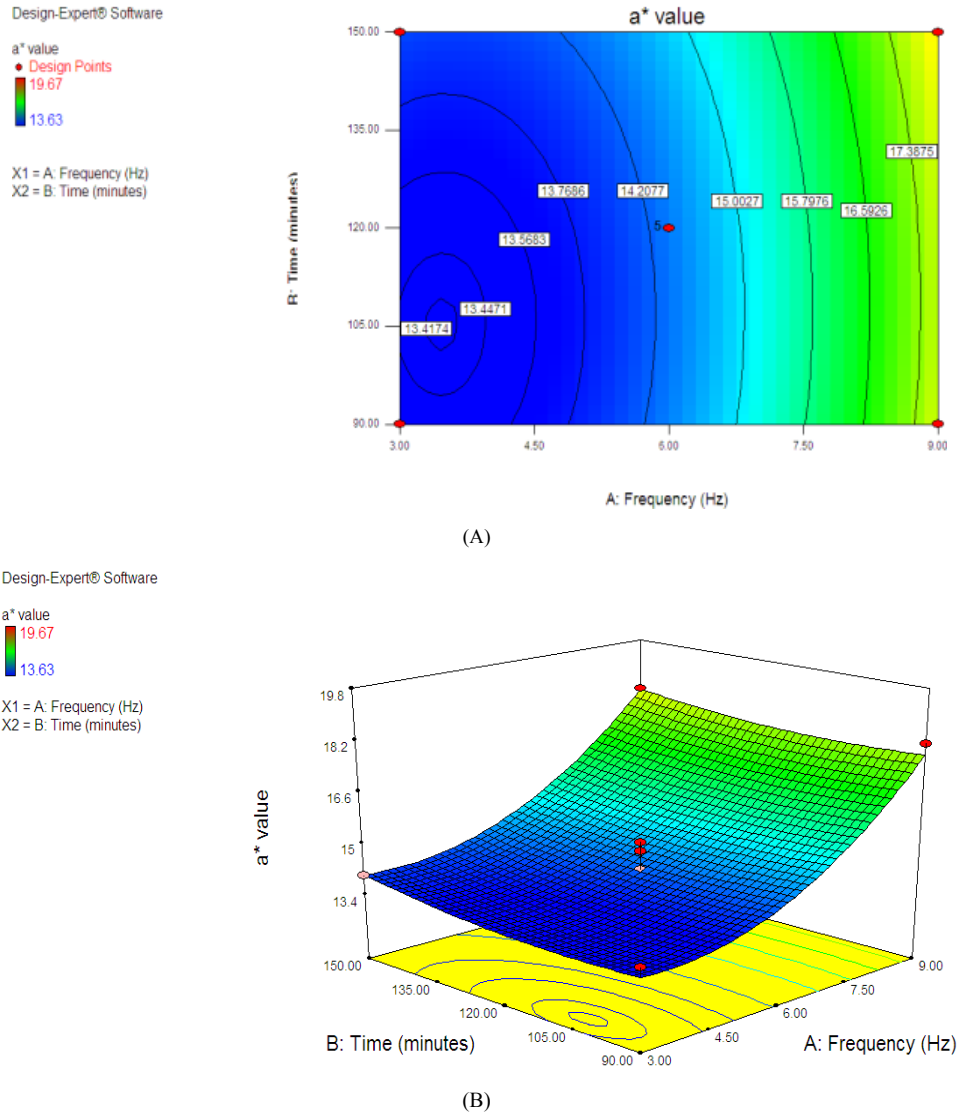 Design-Expert® Software
a* value
Design Points
19.67
13.63
X1 = A: Frequency (Hz)
X2 = B: Time (minutes)
a* value
150.00
135.00
120.00
105.00
90.00
B: Time (minutes)
17.3875
13.7686
14.2077
15.0027
15.7976
16.5926
5
13.5683
13.4471
13.4174
3.00
4.50
6.00
7.50
9.00
A: Frequency (Hz)
(A)
Design-Expert® Software
a* value
19.67
13.63
X1 = A: Frequency (Hz)
X2 = B: Time (minutes)
19.8
18.2
16.6
15
13.4
a* value
150.00
135.00
120.00
105.00
90.00
3.00
4.50
6.00
7.50
9.00
B: Time (minutes)
A: Frequency (Hz)
(B)